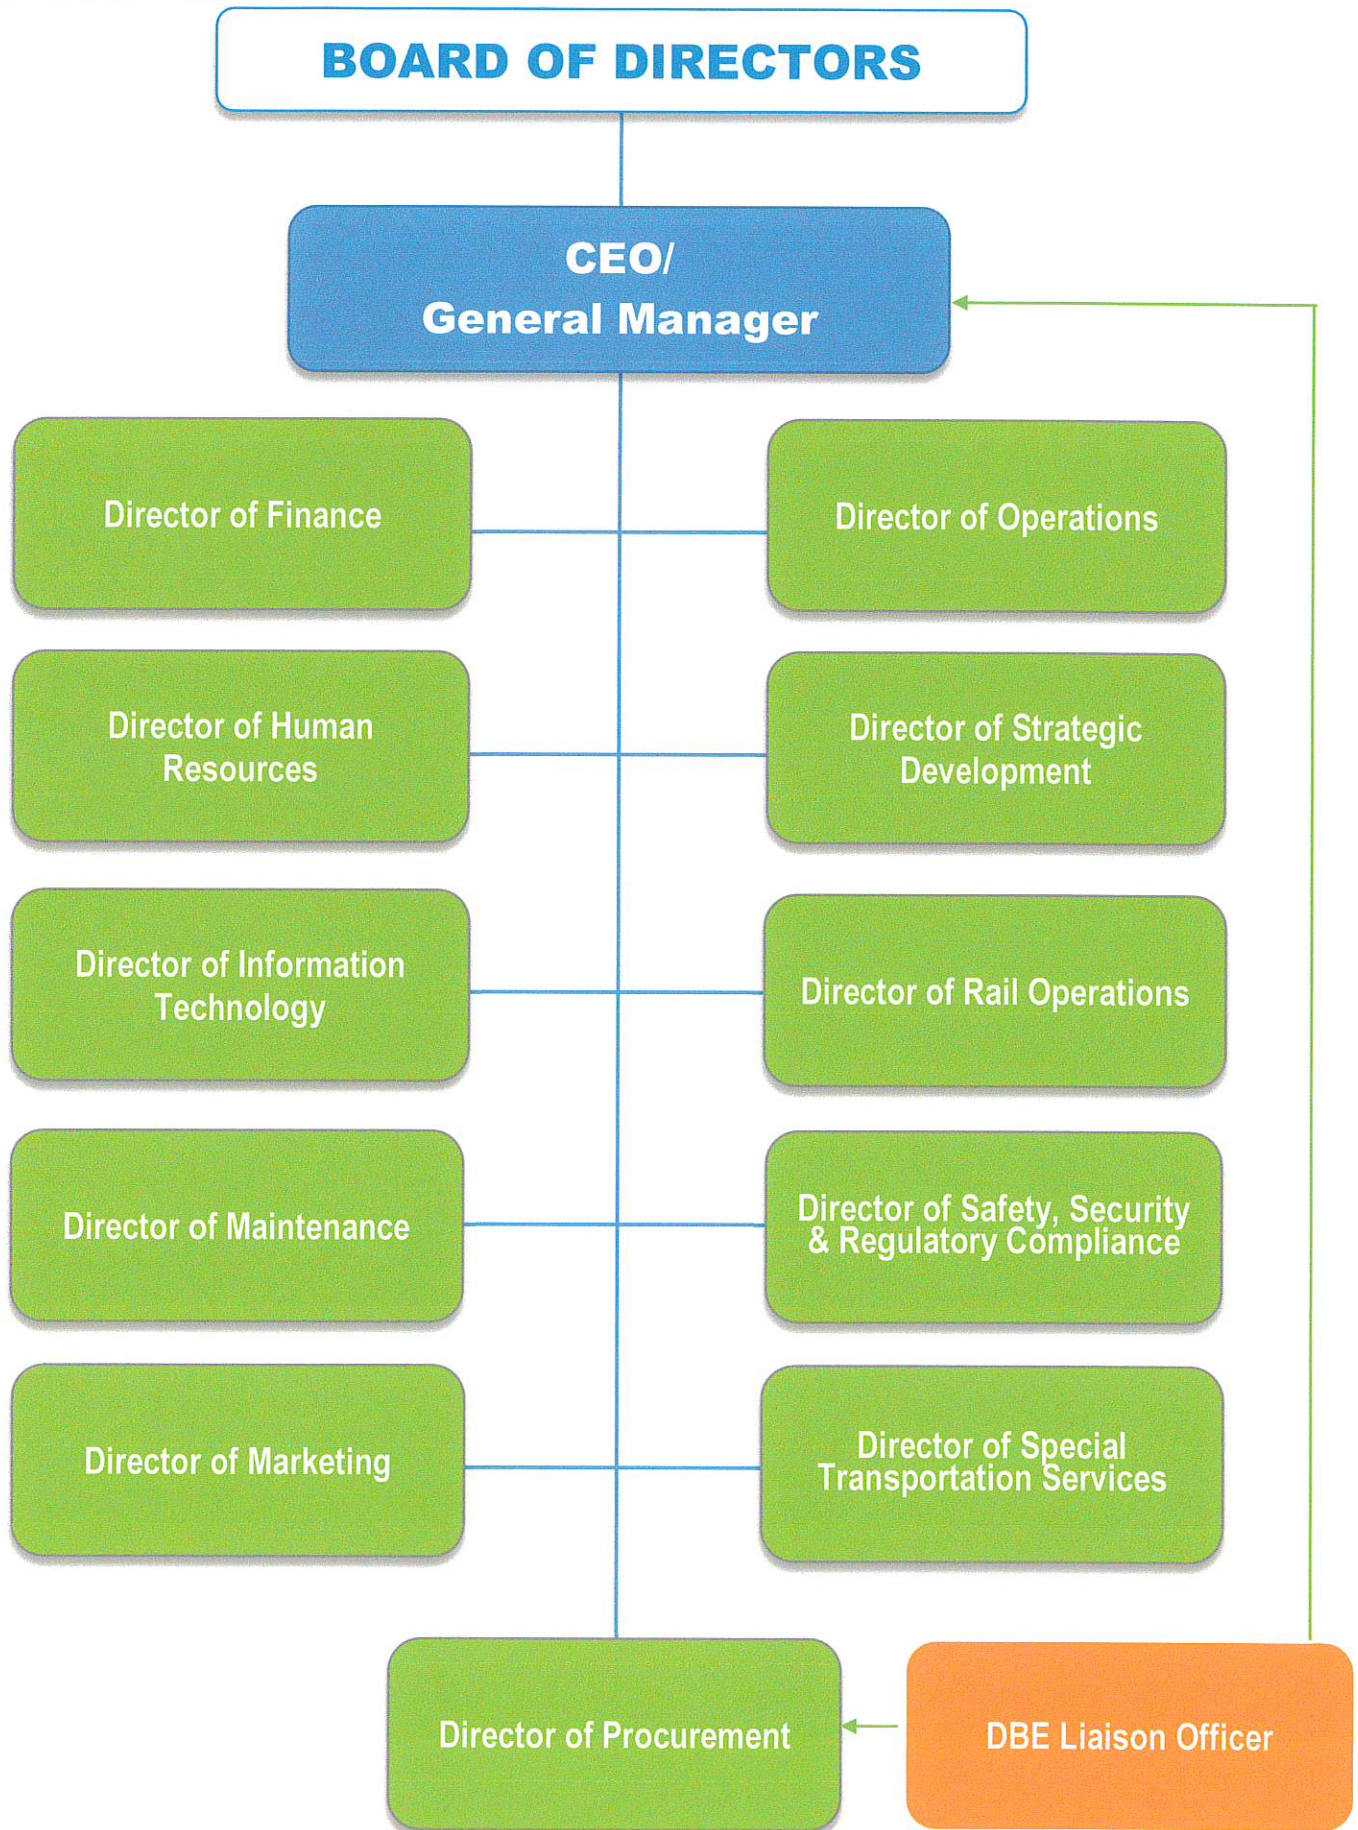 BOARD OF DIRECTORS
CEO/
General Manager
Director of Finance
Director of Operations
Director of Human
Resources
Director of Strategic
Development
Director of Information
Technology
Director of Rail Operations
Director of Maintenance
Director of Safety, Security
& Regulatory Compliance
Director of Marketing
Director of Special
Transportation Services
Director of Procurement
DBE Liaison Officer